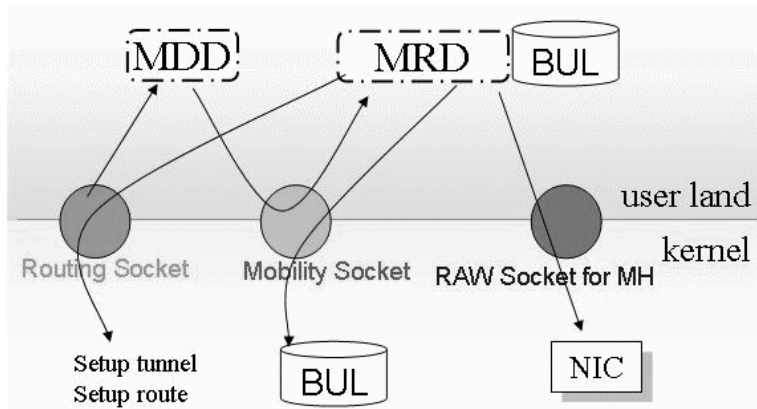 MDD
MRD
BUL
user land
kernel
Routing Socket
Mobility Socket
RAW Socket for MH
Setup tunnel
Setup route
BUL
NIC